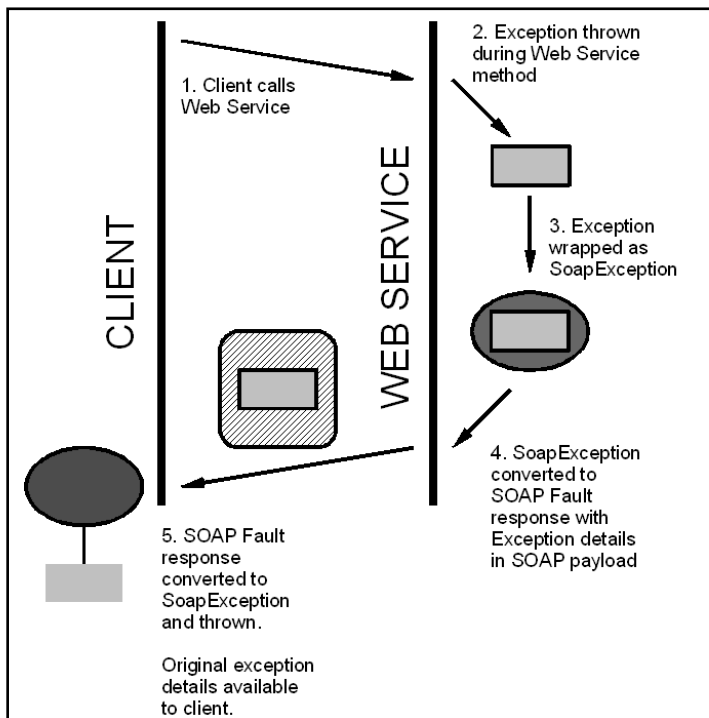 1. Client calls
Web Service
2. Exception thrown
during Web Service
method
3. Exception
wrapped as
SoapException
CLIENT
WEB SERVICE
4. SoapException
converted to
SOAP Fault
response with
Exception details
in SOAP payload
5. SOAP Fault
response
converted to
SoapException
and thrown.
Original exception
details available
to client.